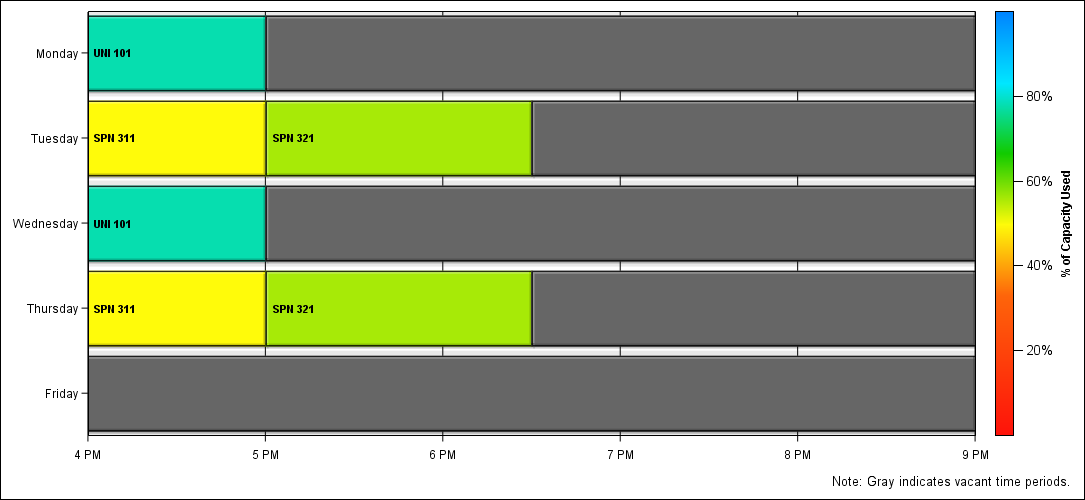 Monday
UNI 101
Tuesday
SPN 311 SPN 321
Wednesday
UNI 101
Thursday
SPN 311 SPN 321
Friday
4 PM 5 PM 6 PM 7 PM 8 PM 9 PM
80%
60%
40%
20%
% of Capacity Used
Note: Gray indicates vacant time periods.